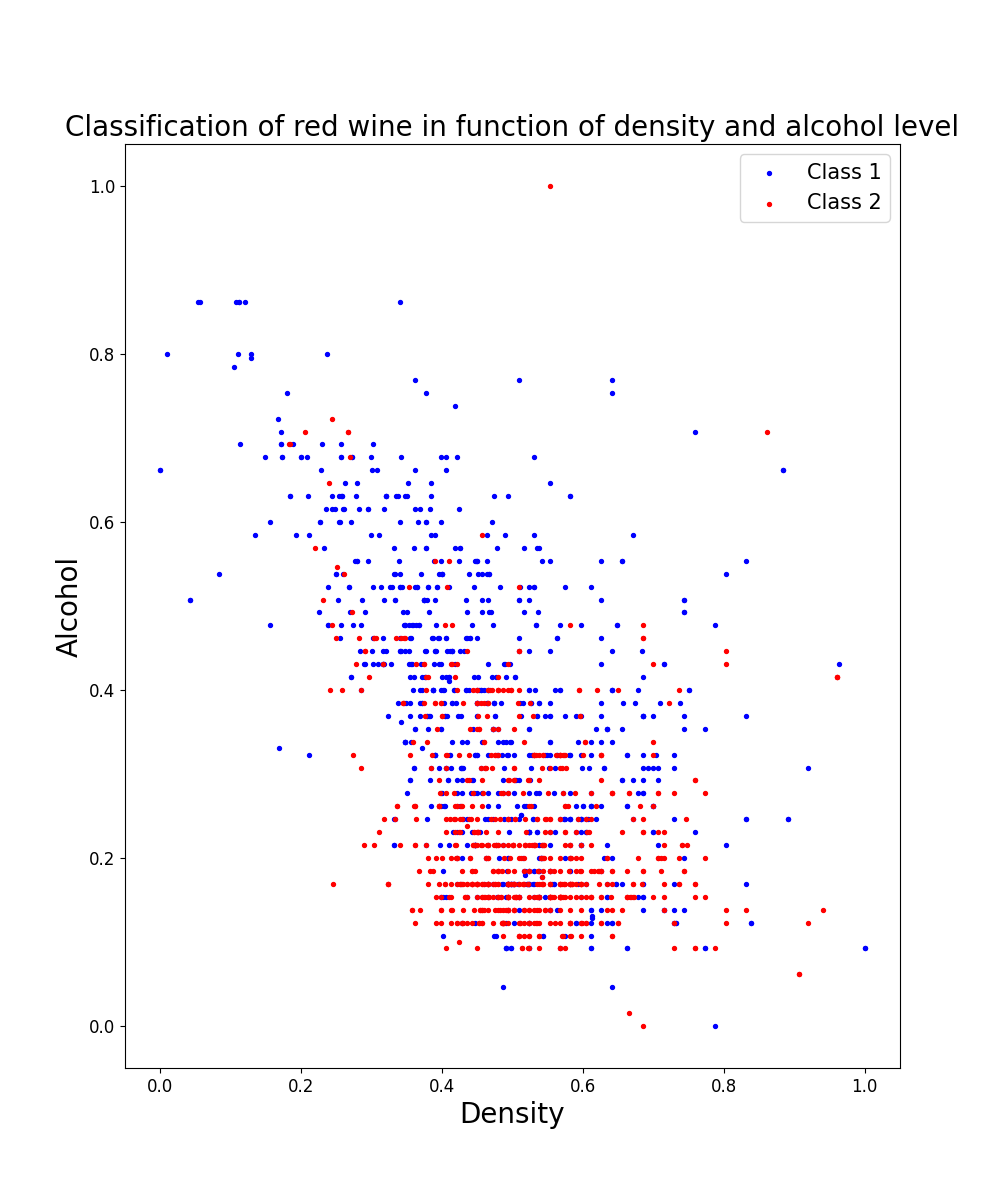 Classification of red wine in function of density and alcohol level
Class 1
Class 2
1.0
0.8
0.6
0.4
0.2
0.0
Alcohol
0.0 0.2 0.4 0.6 0.8 1.0
Density